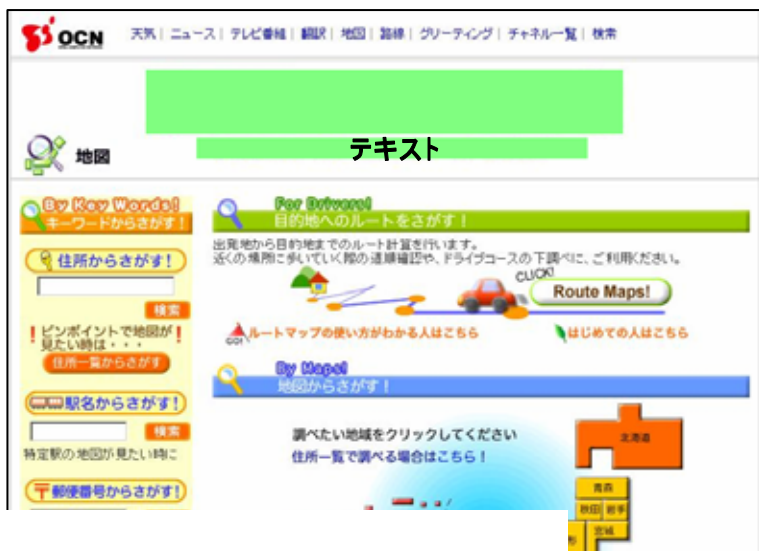 OCN
天気｜ニュース｜テレビ番組｜翻訳｜地図｜路線｜グリーティング｜チャネル一覧｜検索
テキスト
地図
By Key Words!
キーワードからさがす！
住所からさがす！
検索
！ピンポイントで地図が！
見たい時は・・・
住所一覧からさがす
駅名からさがす！
検索
特定駅の地図が見たい時に
〒郵便番号からさがす！
For Drivers!
目的地へのルートをさがす！
出発地から目的地までのルート計算を行います。
近くの場所に歩いていく際の道順確認や、ドライブコースの下調べに、ご利用ください。
CLICK!
Route Maps!
GO!
ルートマップの使い方がわかる人はこちら
はじめての人はこちら
By Maps!
地図からさがす！
調べたい地域をクリックしてください
住所一覧で調べる場合はこちら！
北海道
青森
秋田 岩手
宮城
形